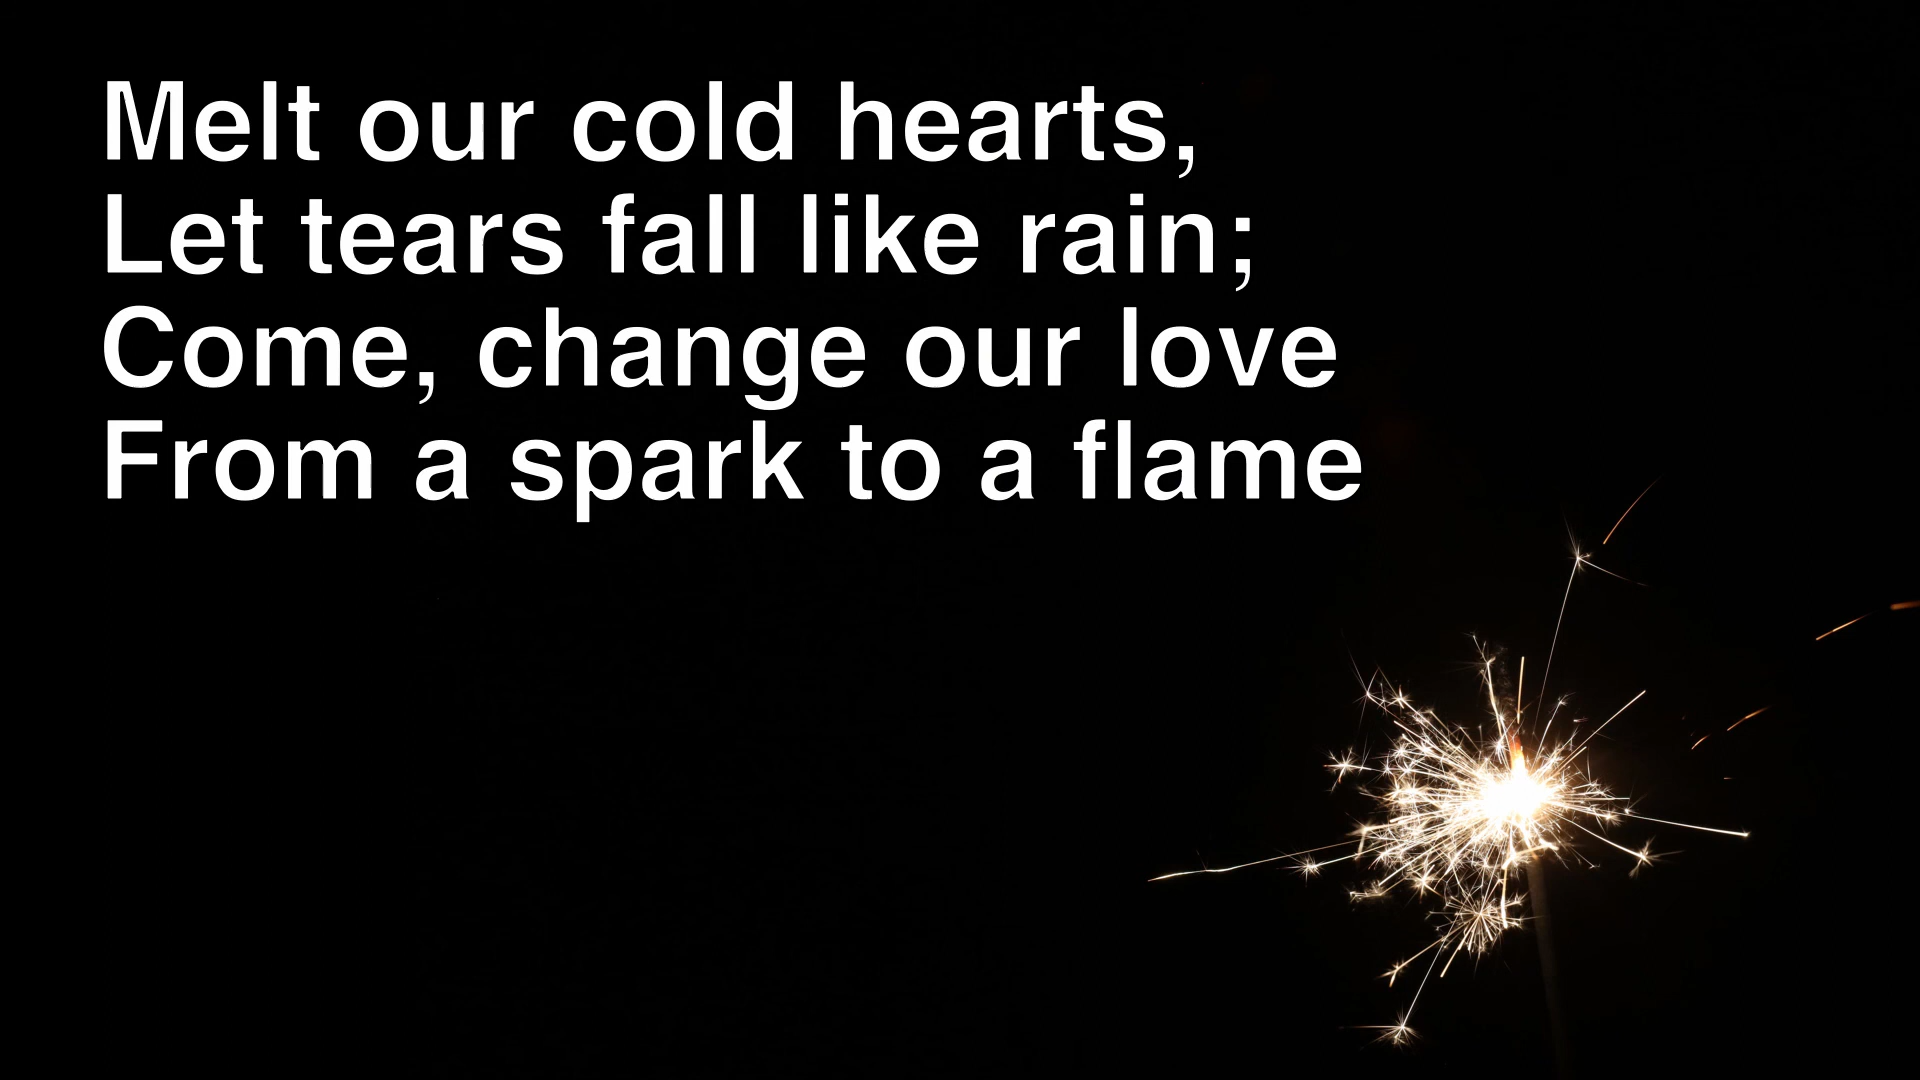 Melt our cold hearts,
Let tears fall like rain;
Come, change our love
From a spark to a flame